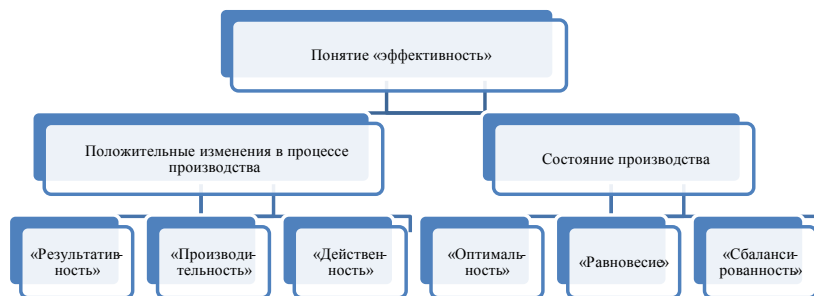 Понятие «эффективность»
Положительные изменения в процессе
производства
Состояние производства
«Результатив-
ность»
«Производи-
тельность»
«Действен-
ность»
«Оптималь-
ность»
«Равновесие»
«Сбаланси-
рованность»